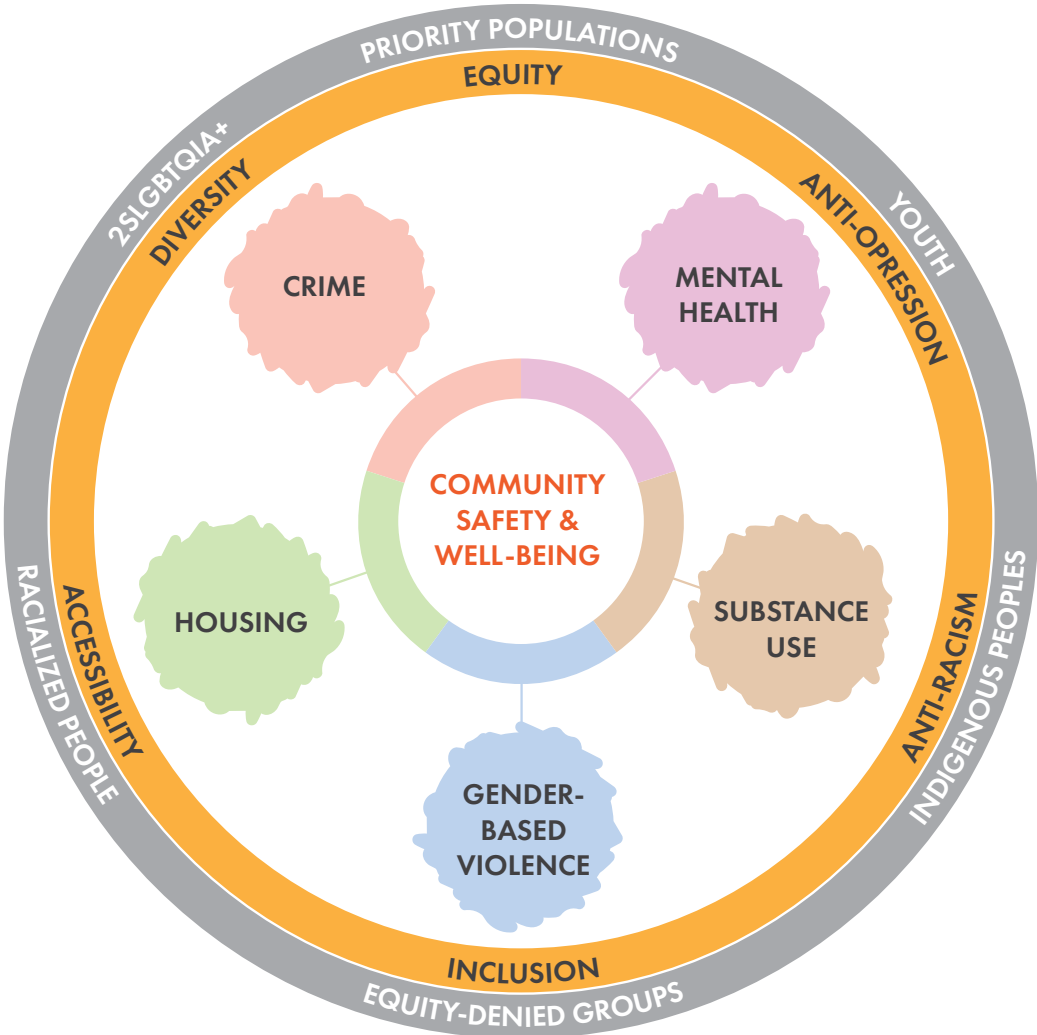 PRIORITY POPULATIONS
EQUITY
2SLGBTQIA+
DIVERSITY
ANTI-OPRESSION
YOUTH
CRIME
MENTAL
HEALTH
COMMUNITY
SAFETY &
WELL-BEING
HOUSING
SUBSTANCE
USE
RACIALIZED PEOPLE
ACCESSIBILITY
ANTI-RACISM
INDIGENOUS PEOPLES
GENDER-
BASED
VIOLENCE
INCLUSION
EQUITY-DENIED GROUPS